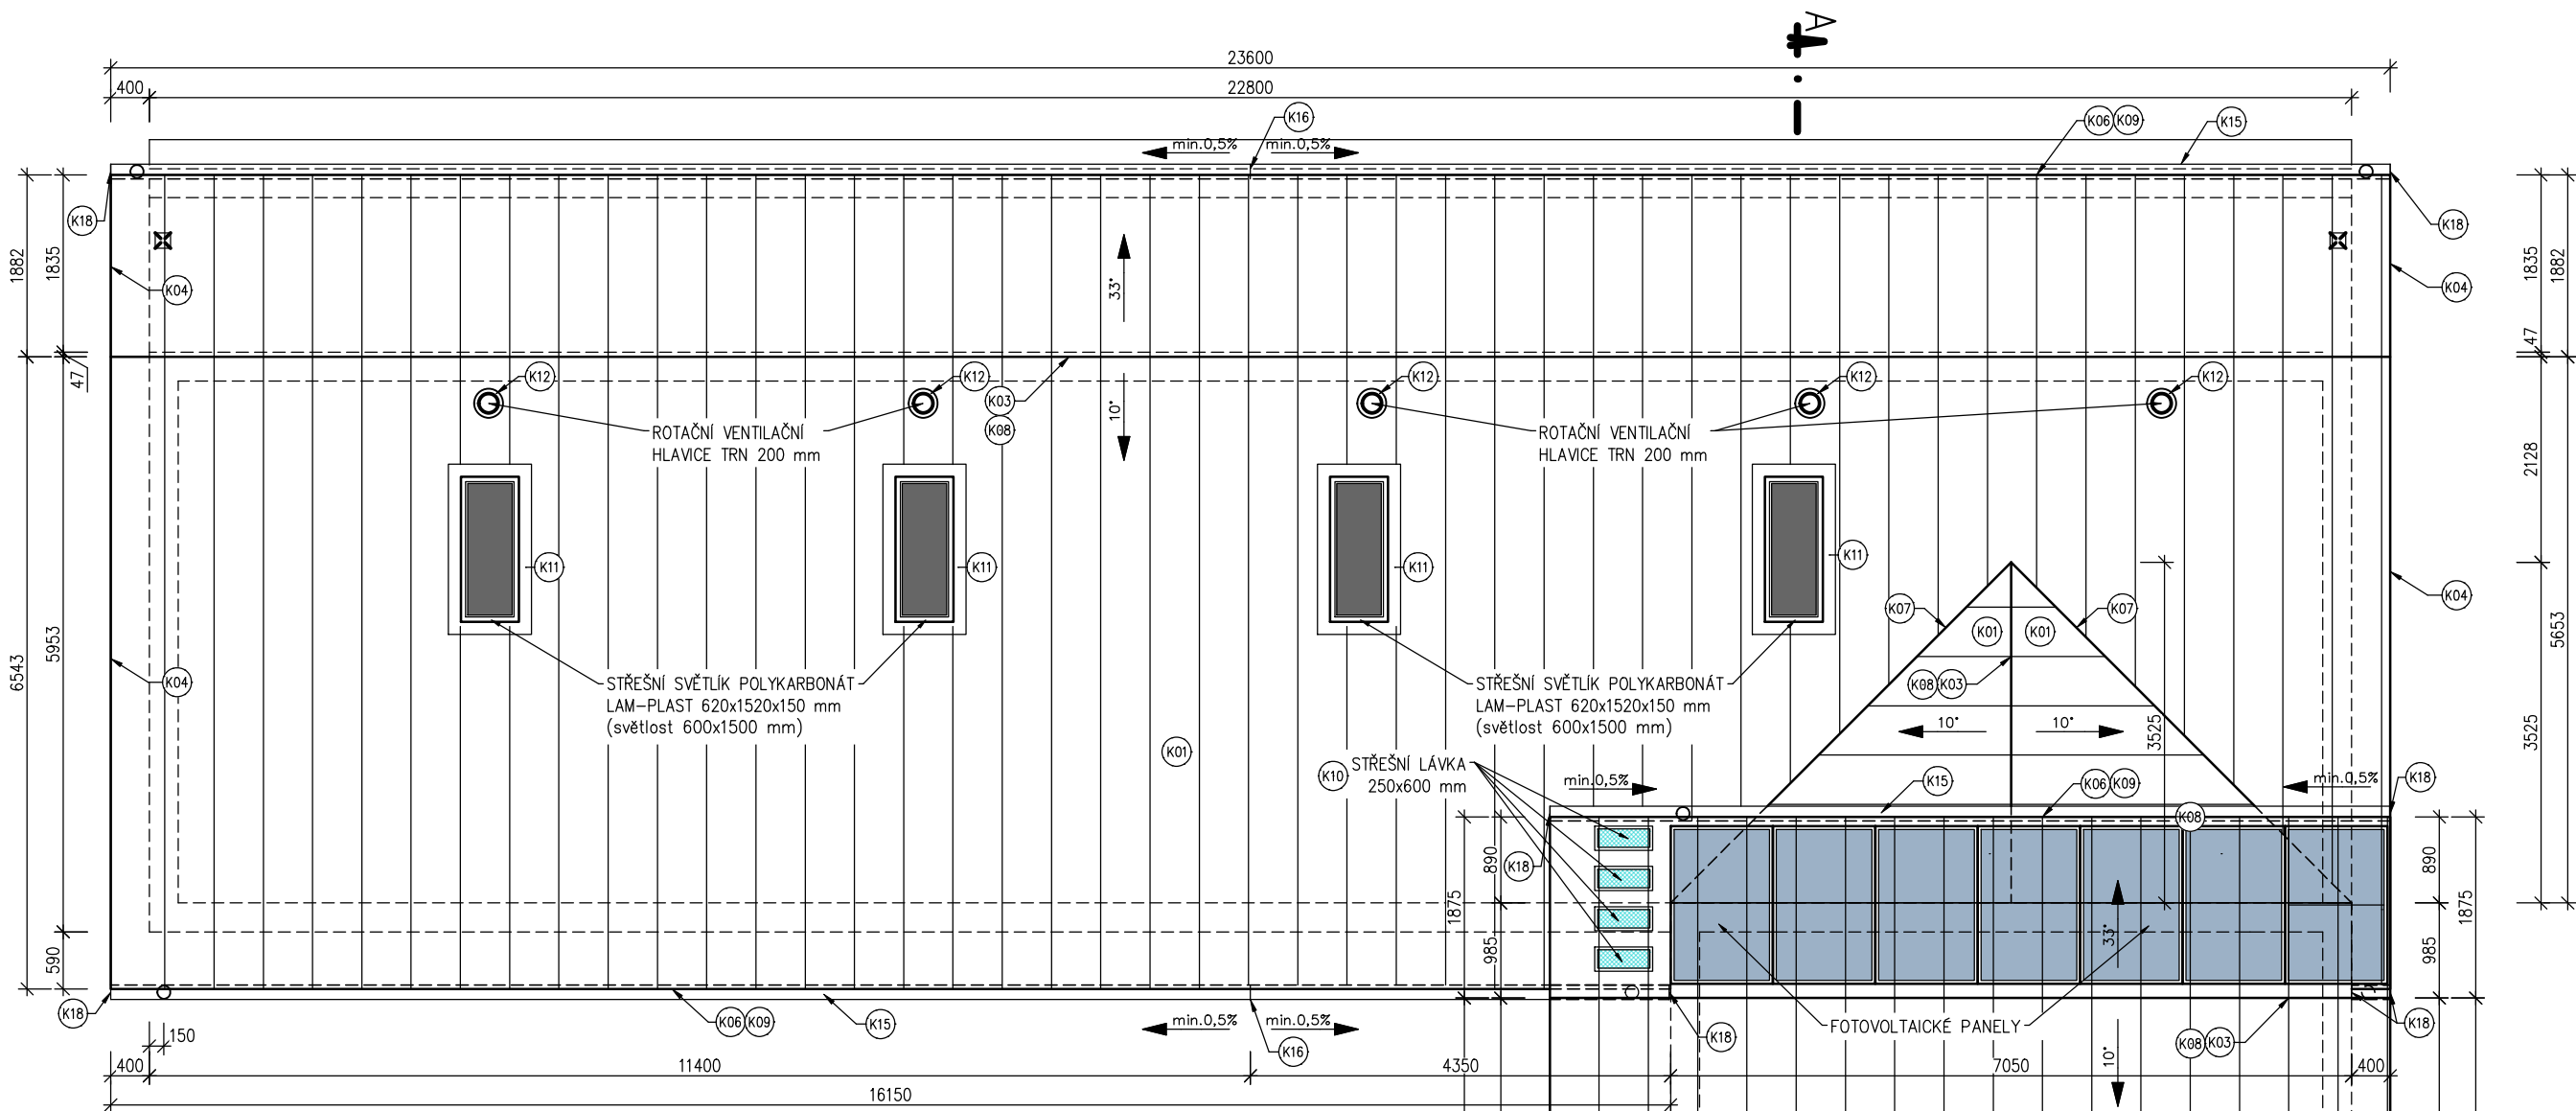 A
23600
400
22800
K16
K06 K09
K15
min.0,5%
min.0,5%
K18
K18
1882
1835
1835
1882
K04
33°
K04
47
47
K12
K12
K12
K12
K12
K03
K08
10°
ROTAČNÍ VENTILAČNÍ
HLAVICE TRN 200 mm
ROTAČNÍ VENTILAČNÍ
HLAVICE TRN 200 mm
2128
K11
K11
K11
K11
K04
K07
K07
K01
K01
5953
6543
5653
K04
STŘEŠNÍ SVĚTLÍK POLYKARBONÁT
LAM-PLAST 620x1520x150 mm
(světlost 600x1500 mm)
STŘEŠNÍ SVĚTLÍK POLYKARBONÁT
LAM-PLAST 620x1520x150 mm
(světlost 600x1500 mm)
K08 K03
10°
10°
3525
3525
K01
K10
STŘEŠNÍ LÁVKA
250x600 mm
min.0,5%
K15
K06 K09
min.0,5%
K18
K08
K18
890
890
1875
1875
590
985
985
33°
K18
K06 K09
K15
min.0,5%
min.0,5%
K16
K18
FOTOVOLTAICKÉ PANELY
K08 K03
K18
150
10°
400
11400
4350
7050
400
16150